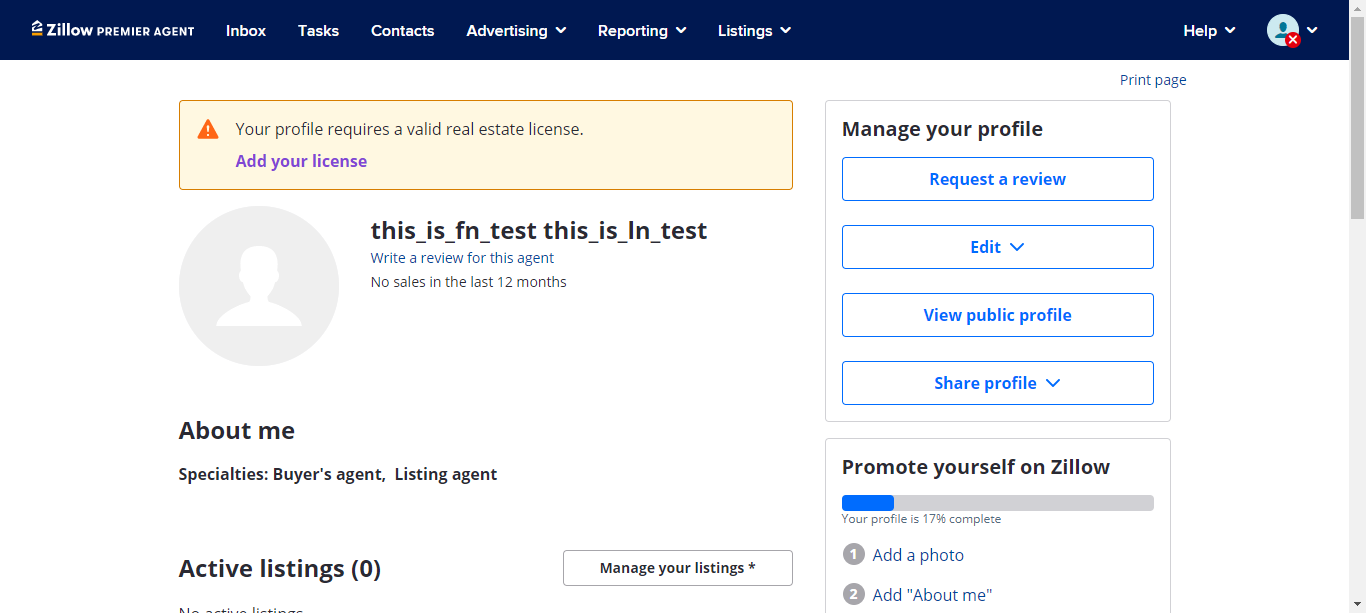 Zillow PREMIER AGENT Inbox Tasks Contacts Advertising Reporting Listings Help
Print page
Your profile requires a valid real estate license.
Add your license
this_is_fn_test this_is_ln_test
Write a review for this agent
No sales in the last 12 months
About me
Specialties: Buyer's agent, Listing agent
Active listings (0)
Manage your listings *
No active listings
Manage your profile
Request a review
Edit
View public profile
Share profile
Promote yourself on Zillow
Your profile is 17% complete
1 Add a photo
2 Add "About me"